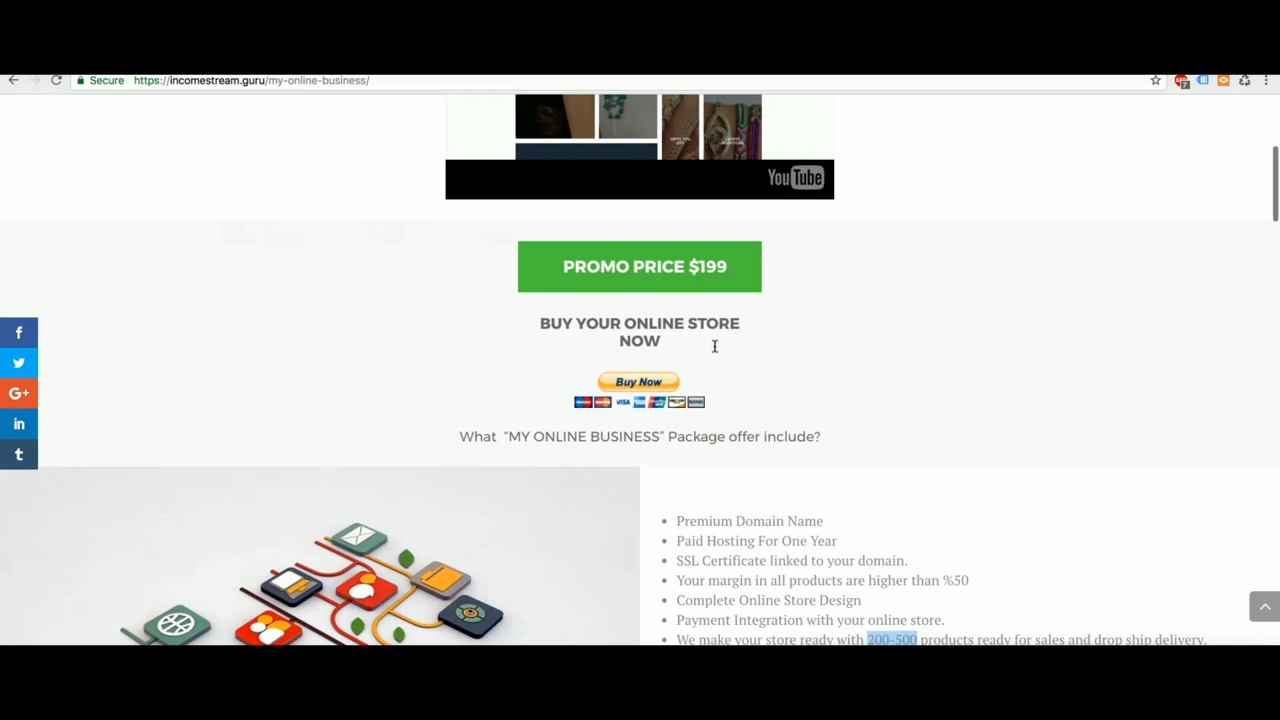 Secure https://incomestream.guru/my-online-business/
YouTube
PROMO PRICE $199
BUY YOUR ONLINE STORE
NOW
Buy Now
VISA
What “MY ONLINE BUSINESS” Package offer include?
Premium Domain Name
Paid Hosting For One Year
SSL Certificate linked to your domain.
Your margin in all products are higher than %50
Complete Online Store Design
Payment Integration with your online store.
We make your store ready with 200-500 products ready for sales and drop ship delivery.
f
G+
in
t